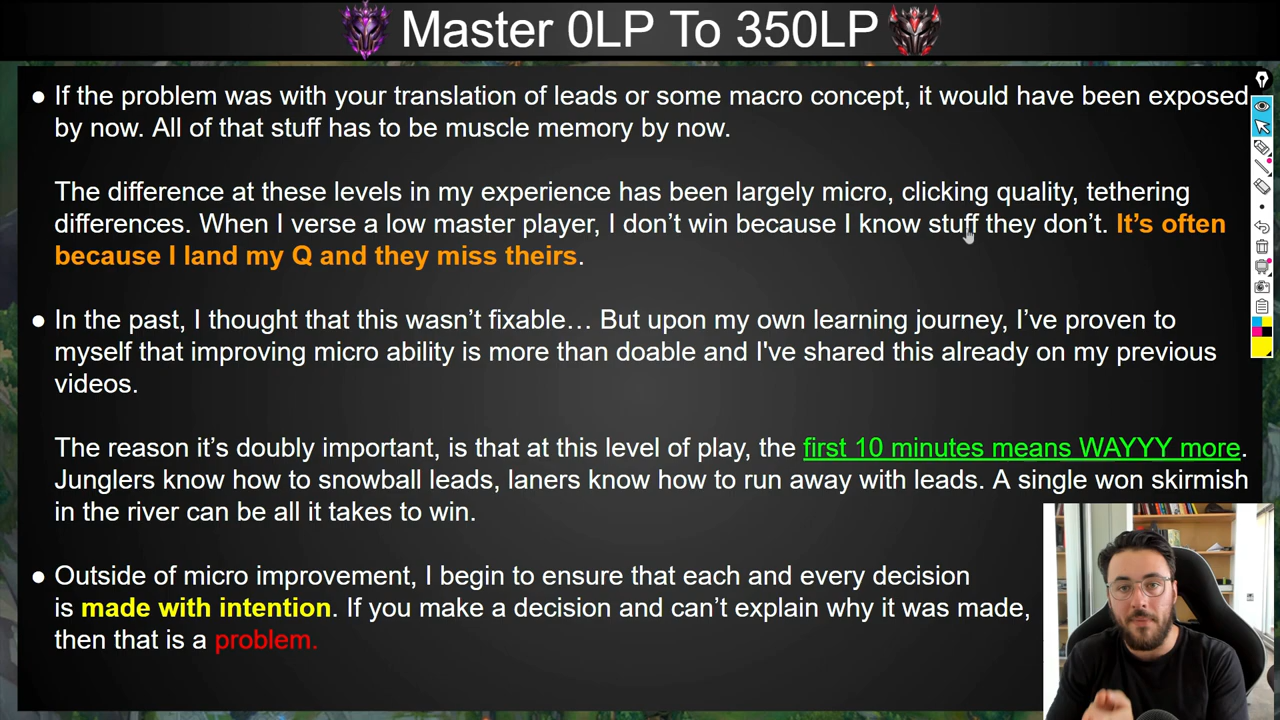 Master 0LP To 350LP
● If the problem was with your translation of leads or some macro concept, it would have been exposed
by now. All of that stuff has to be muscle memory by now.
The difference at these levels in my experience has been largely micro, clicking quality, tethering
differences. When I verse a low master player, I don’t win because I know stuff they don’t. It’s often
because I land my Q and they miss theirs.
● In the past, I thought that this wasn’t fixable… But upon my own learning journey, I’ve proven to
myself that improving micro ability is more than doable and I've shared this already on my previous
videos.
The reason it’s doubly important, is that at this level of play, the first 10 minutes means WAYYY more.
Junglers know how to snowball leads, laners know how to run away with leads. A single won skirmish
in the river can be all it takes to win.
● Outside of micro improvement, I begin to ensure that each and every decision
is made with intention. If you make a decision and can’t explain why it was made,
then that is a problem.